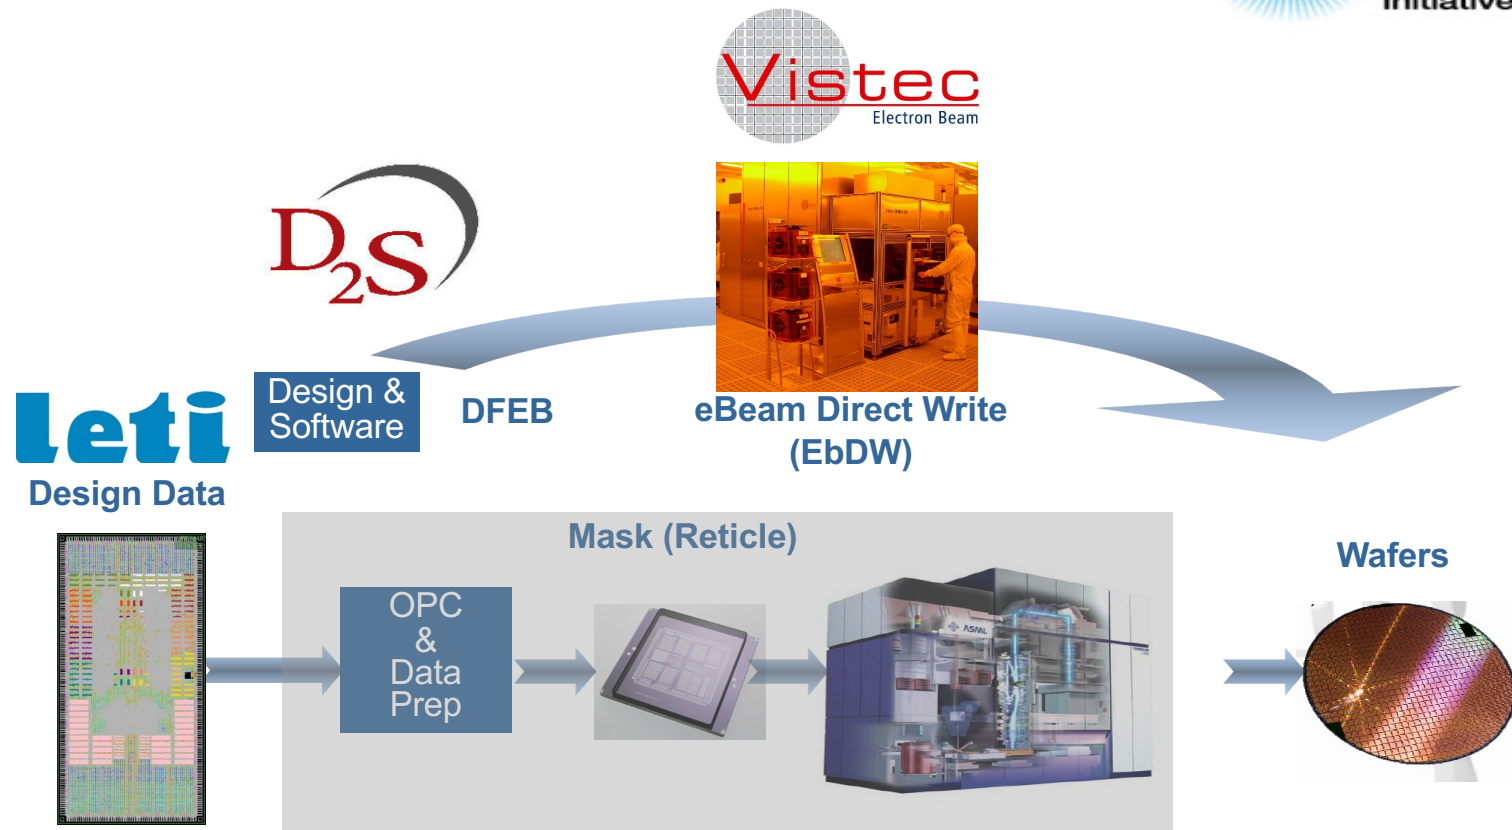 Initiative
Vistec
Electron Beam
D2S
Design &
Software
DFEB
eBeam Direct Write
(EbDW)
leti
Design Data
Mask (Reticle)
OPC
&
Data
Prep
ASML
Wafers